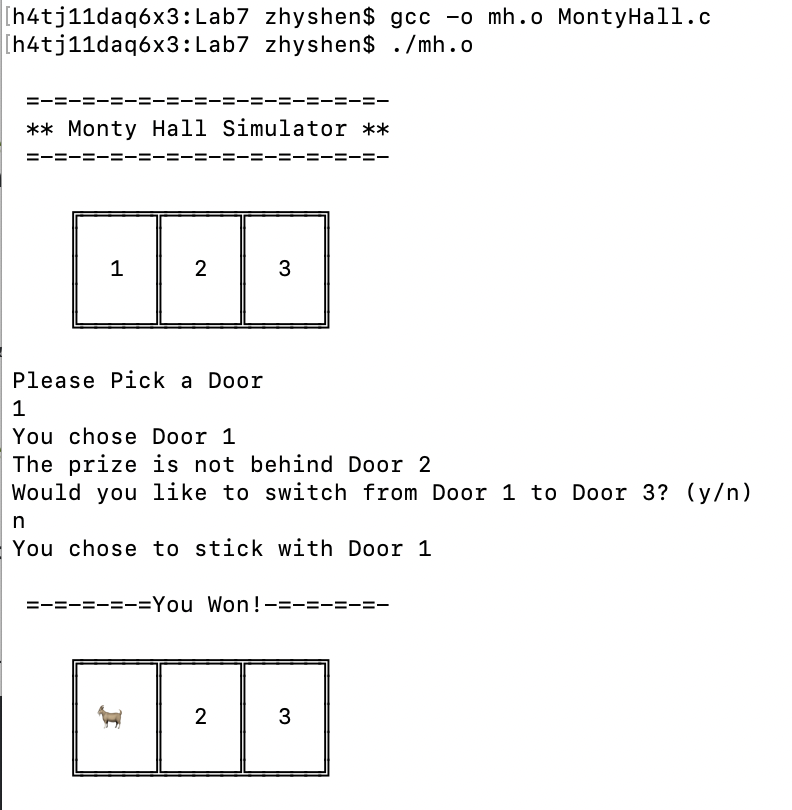 [h4tj11daq6x3:Lab7 zhyshen$ gcc -o mh.o MontyHall.c
[h4tj11daq6x3:Lab7 zhyshen$ ./mh.o
=-=-=-=-=-=-=-=-=-=-=-=-=-
** Monty Hall Simulator **
=-=-=-=-=-=-=-=-=-=-=-=-=-
1 2 3
Please Pick a Door
1
You chose Door 1
The prize is not behind Door 2
Would you like to switch from Door 1 to Door 3? (y/n)
n
You chose to stick with Door 1
=-=-=-=-=You Won!-=-=-=-=-
2 3